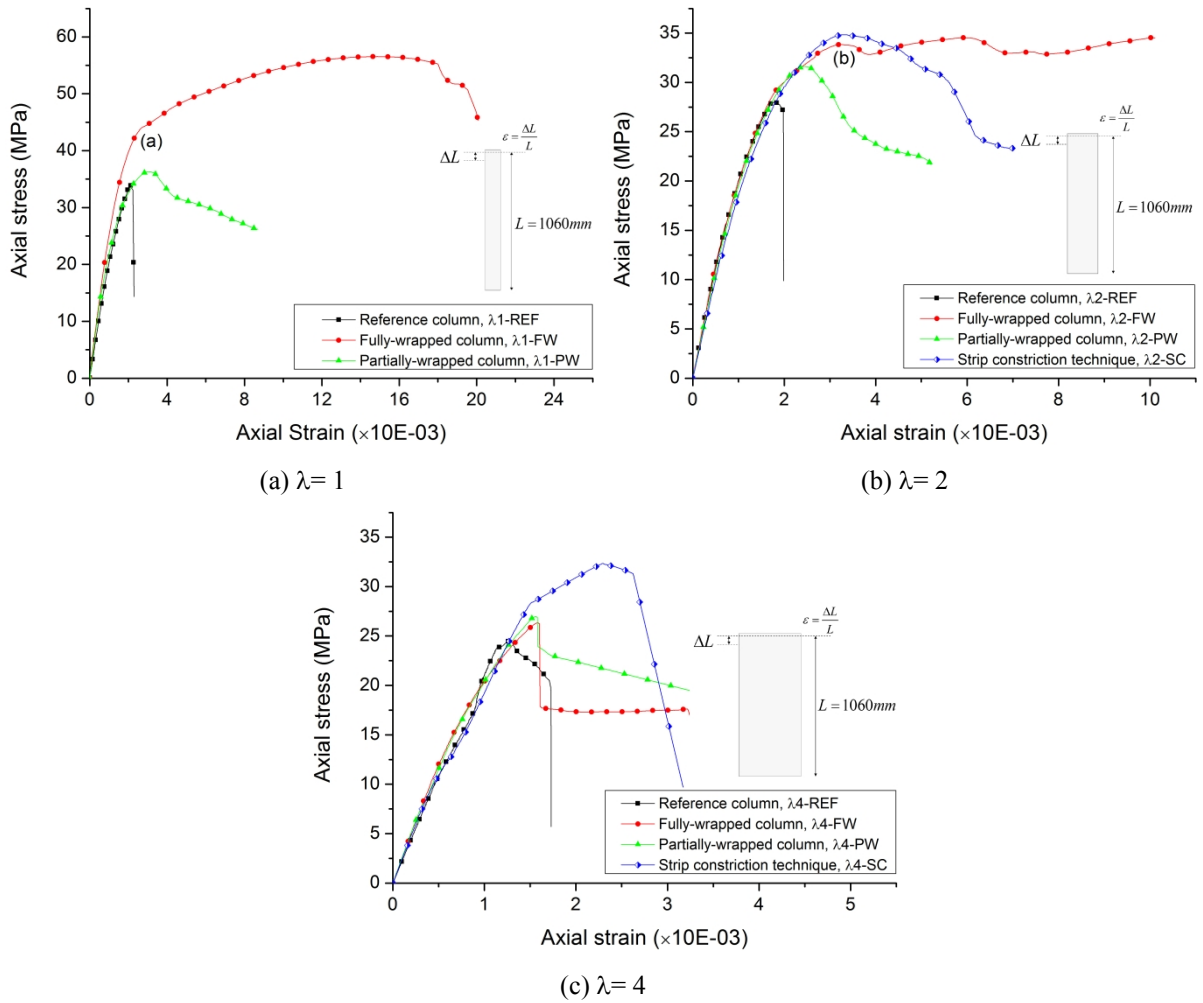 60
50
40
30
20
10
0
Axial stress (MPa)
(a)
ε = ΔL/L
ΔL
L = 1060mm
Reference column, λ1-REF
Fully-wrapped column, λ1-FW
Partially-wrapped column, λ1-PW
0 4 8 12 16 20 24
Axial Strain (×10E-03)
(a) λ= 1
35
30
25
20
15
10
5
0
Axial stress (MPa)
(b)
ε = ΔL/L
ΔL
L = 1060mm
Reference column, λ2-REF
Fully-wrapped column, λ2-FW
Partially-wrapped column, λ2-PW
Strip constriction technique, λ2-SC
0 2 4 6 8 10
Axial strain (×10E-03)
(b) λ= 2
35
30
25
20
15
10
5
0
Axial stress (MPa)
ε = ΔL/L
ΔL
L = 1060mm
Reference column, λ4-REF
Fully-wrapped column, λ4-FW
Partially-wrapped column, λ4-PW
Strip constriction technique, λ4-SC
0 1 2 3 4 5
Axial strain (×10E-03)
(c) λ= 4